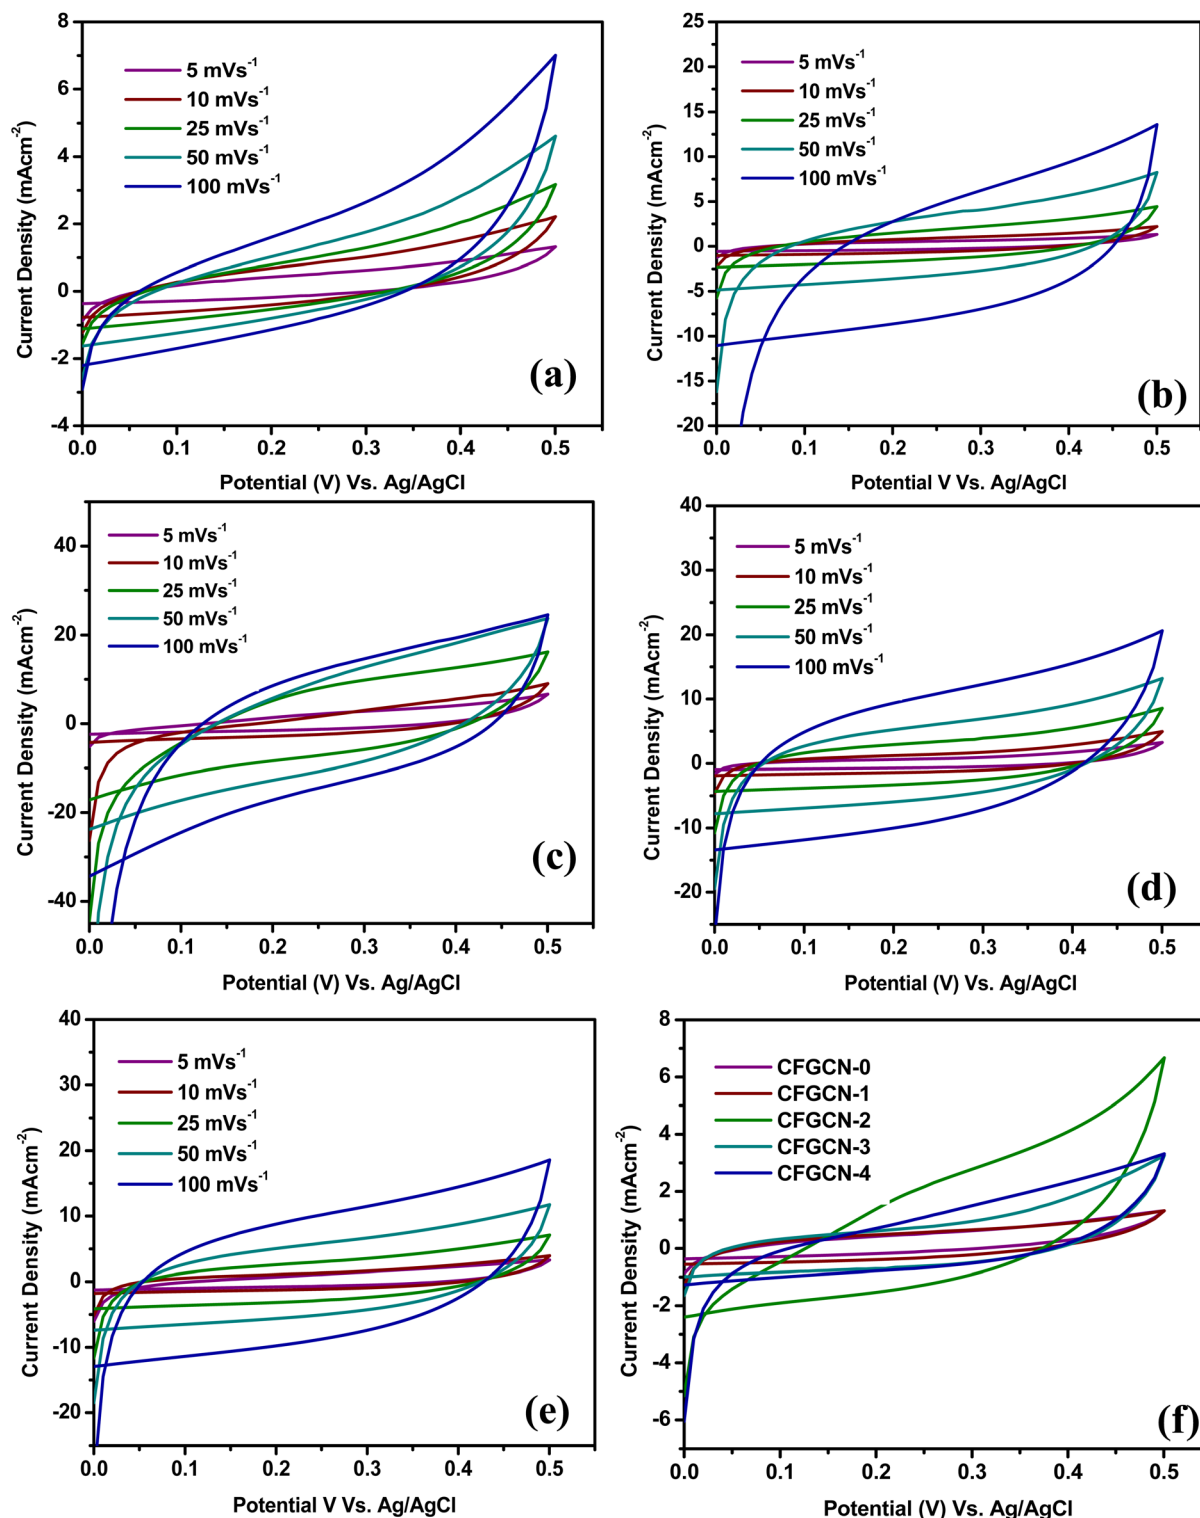 8
6
4
2
0
-2
-4
Current Density (mAcm⁻²)
5 mVs⁻¹
10 mVs⁻¹
25 mVs⁻¹
50 mVs⁻¹
100 mVs⁻¹
(a)
0.0 0.1 0.2 0.3 0.4 0.5
Potential (V) Vs. Ag/AgCl
25
20
15
10
5
0
-5
-10
-15
-20
Current Density (mAcm⁻²)
5 mVs⁻¹
10 mVs⁻¹
25 mVs⁻¹
50 mVs⁻¹
100 mVs⁻¹
(b)
0.0 0.1 0.2 0.3 0.4 0.5
Potential V Vs. Ag/AgCl
40
20
0
-20
-40
Current Density (mAcm⁻²)
5 mVs⁻¹
10 mVs⁻¹
25 mVs⁻¹
50 mVs⁻¹
100 mVs⁻¹
(c)
0.0 0.1 0.2 0.3 0.4 0.5
Potential (V) Vs. Ag/AgCl
40
30
20
10
0
-10
-20
Current Density (mAcm⁻²)
5 mVs⁻¹
10 mVs⁻¹
25 mVs⁻¹
50 mVs⁻¹
100 mVs⁻¹
(d)
0.0 0.1 0.2 0.3 0.4 0.5
Potential (V) Vs. Ag/AgCl
40
30
20
10
0
-10
-20
Current Density (mAcm⁻²)
5 mVs⁻¹
10 mVs⁻¹
25 mVs⁻¹
50 mVs⁻¹
100 mVs⁻¹
(e)
0.0 0.1 0.2 0.3 0.4 0.5
Potential V Vs. Ag/AgCl
8
6
4
2
0
-2
-4
-6
Current Density (mAcm⁻²)
CFGCN-0
CFGCN-1
CFGCN-2
CFGCN-3
CFGCN-4
(f)
0.0 0.1 0.2 0.3 0.4 0.5
Potential (V) Vs. Ag/AgCl